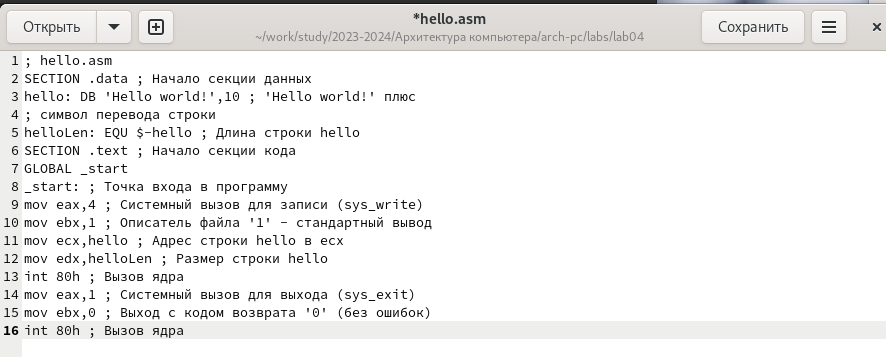 *hello.asm
Открыть
~/work/study/2023-2024/Архитектура компьютера/arch-pc/labs/lab04
Сохранить
1 ; hello.asm
2 SECTION .data ; Начало секции данных
3 hello: DB 'Hello world!',10 ; 'Hello world!' плюс
4 ; символ перевода строки
5 helloLen: EQU $-hello ; Длина строки hello
6 SECTION .text ; Начало секции кода
7 GLOBAL _start
8 _start: ; Точка входа в программу
9 mov eax,4 ; Системный вызов для записи (sys_write)
10 mov ebx,1 ; Описатель файла '1' - стандартный вывод
11 mov ecx,hello ; Адрес строки hello в ecx
12 mov edx,helloLen ; Размер строки hello
13 int 80h ; Вызов ядра
14 mov eax,1 ; Системный вызов для выхода (sys_exit)
15 mov ebx,0 ; Выход с кодом возврата '0' (без ошибок)
16 int 80h ; Вызов ядра